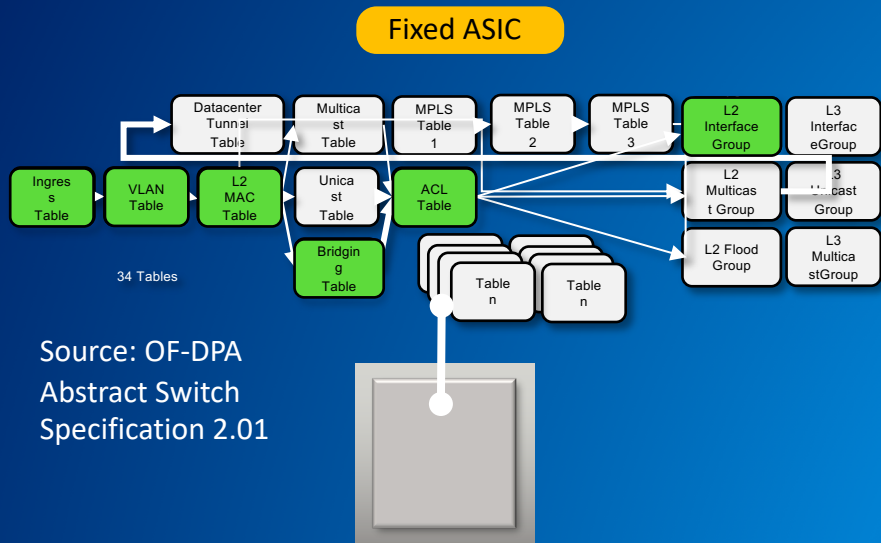 Fixed ASIC
Datacenter
Tunnel
Table
Multica
st
Table
MPLS
Table
1
MPLS
Table
2
MPLS
Table
3
L2
Interface
Group
L3
Interfac
eGroup
Ingres
s
Table
VLAN
Table
L2
MAC
Table
Unica
st
Table
ACL
Table
L2
Multicas
t Group
L3
Unicast
Group
Bridgin
g
Table
L2 Flood
Group
L3
Multica
stGroup
34 Tables
Table
n
Table
n
Source: OF-DPA
Abstract Switch
Specification 2.01